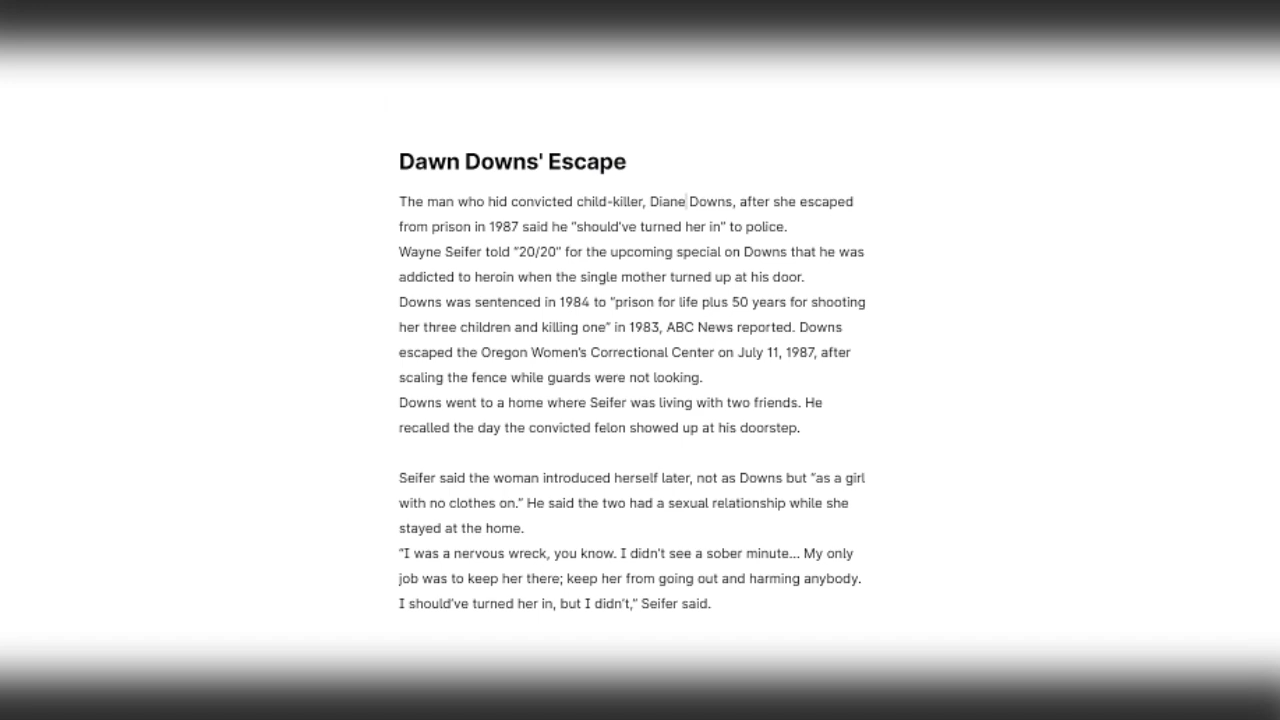 Dawn Downs' Escape
The man who hid convicted child-killer, Diane Downs, after she escaped
from prison in 1987 said he “should’ve turned her in” to police.
Wayne Seifer told “20/20” for the upcoming special on Downs that he was
addicted to heroin when the single mother turned up at his door.
Downs was sentenced in 1984 to “prison for life plus 50 years for shooting
her three children and killing one” in 1983, ABC News reported. Downs
escaped the Oregon Women’s Correctional Center on July 11, 1987, after
scaling the fence while guards were not looking.
Downs went to a home where Seifer was living with two friends. He
recalled the day the convicted felon showed up at his doorstep.
Seifer said the woman introduced herself later, not as Downs but “as a girl
with no clothes on.” He said the two had a sexual relationship while she
stayed at the home.
“I was a nervous wreck, you know. I didn’t see a sober minute... My only
job was to keep her there; keep her from going out and harming anybody.
I should’ve turned her in, but I didn’t,” Seifer said.